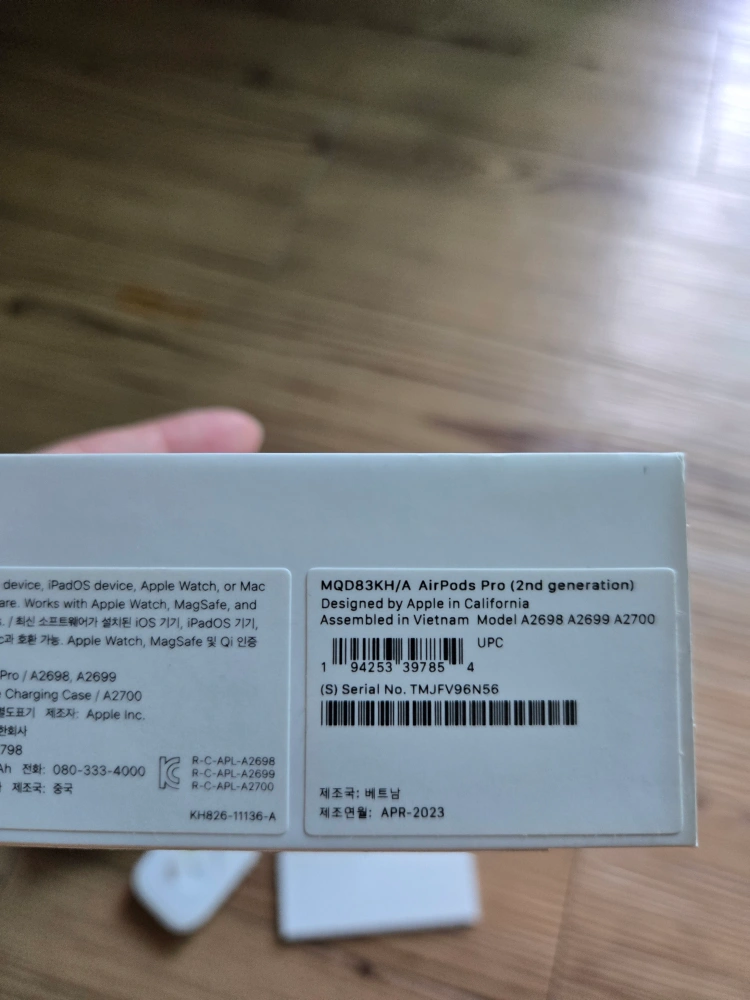 device, iPadOS device, Apple Watch, or Mac
are. Works with Apple Watch, MagSafe, and
s. / 최신 소프트웨어가 설치된 iOS 기기, iPadOS 기기,
c과 호환 가능. Apple Watch, MagSafe 및 Qi 인증
Pro / A2698, A2699
e Charging Case / A2700
별도표기 제조자: Apple Inc.
한회사
798
Ah 전화: 080-333-4000
제조국: 중국
R-C-APL-A2698
R-C-APL-A2699
R-C-APL-A2700
KH826-11136-A
MQD83KH/A AirPods Pro (2nd generation)
Designed by Apple in California
Assembled in Vietnam Model A2698 A2699 A2700
UPC
1 94253 39785 4
(S) Serial No. TMJFV96N56
제조국: 베트남
제조연월: APR-2023